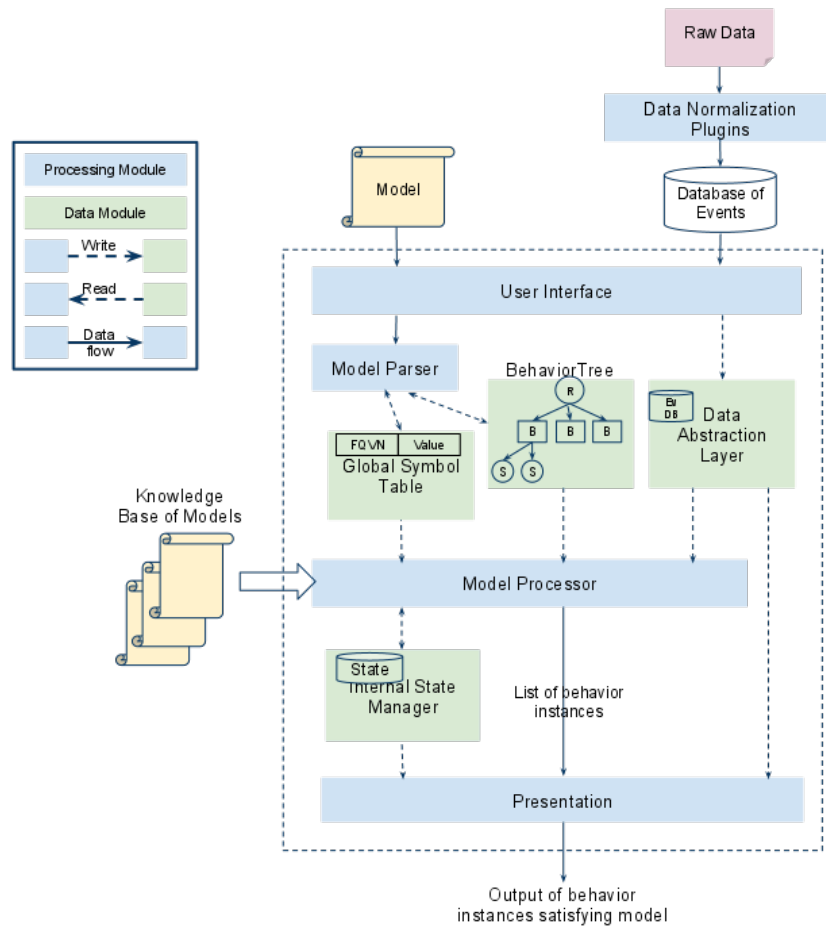 Raw Data
Data Normalization
Plugins
Processing Module
Data Module
Write
Read
Data
flow
Model
Database of
Events
User Interface
Model Parser
BehaviorTree
R
B
B
B
S
S
FQVN
Value
Global Symbol
Table
Ev
DB
Data
Abstraction
Layer
Knowledge
Base of Models
Model Processor
State
Internal State
Manager
List of behavior
instances
Presentation
Output of behavior
instances satisfying model